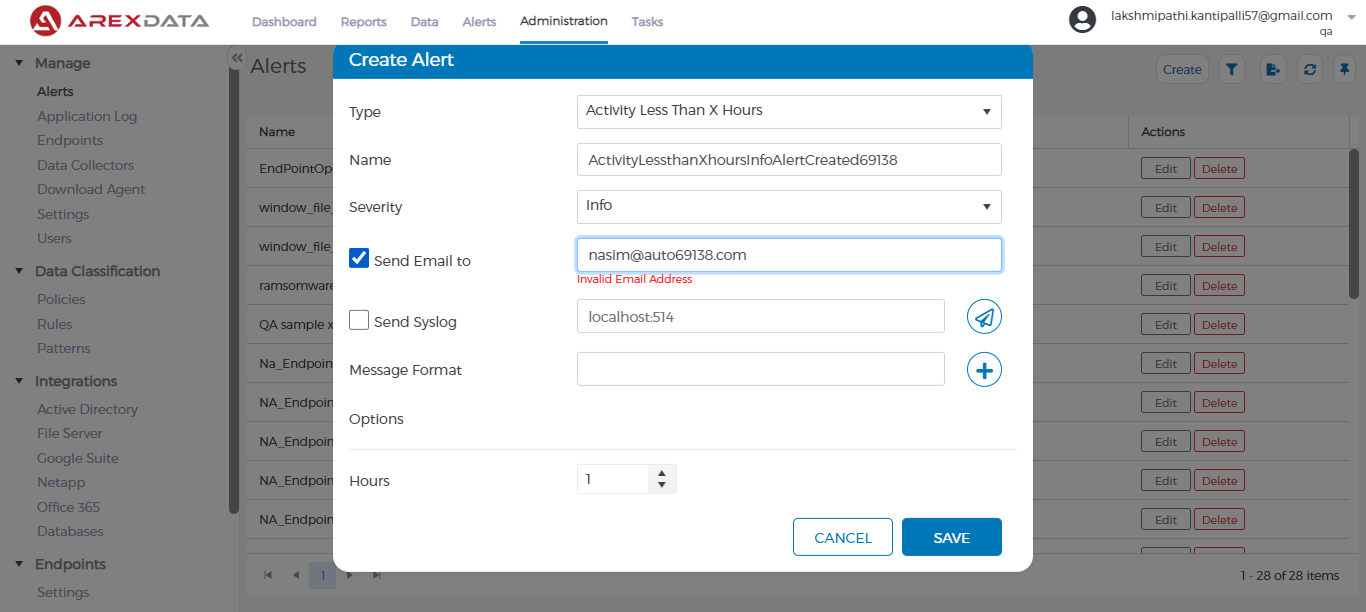 AREXDATA
Dashboard Reports Data Alerts Administration Tasks
lakshmipathi.kantipalli57@gmail.com
qa
Manage
Alerts
Application Log
Endpoints
Data Collectors
Download Agent
Settings
Users
Data Classification
Policies
Rules
Patterns
Integrations
Active Directory
File Server
Google Suite
Netapp
Office 365
Databases
Endpoints
Settings
Alerts
Create
Name
Actions
EndPointOp
Edit Delete
window_file_
Edit Delete
window_file_
Edit Delete
ramsomware
Edit Delete
QA sample x
Edit Delete
Na_Endpoin
Edit Delete
NA_Endpoin
Edit Delete
NA_Endpoin
Edit Delete
NA_Endpoin
Edit Delete
NA_Endpoin
Edit Delete
1
1 - 28 of 28 items
Create Alert
Type Activity Less Than X Hours
Name ActivityLessthanXhoursInfoAlertCreated69138
Severity Info
Send Email to nasim@auto69138.com
Invalid Email Address
Send Syslog localhost:514
Message Format
Options
Hours 1
CANCEL SAVE